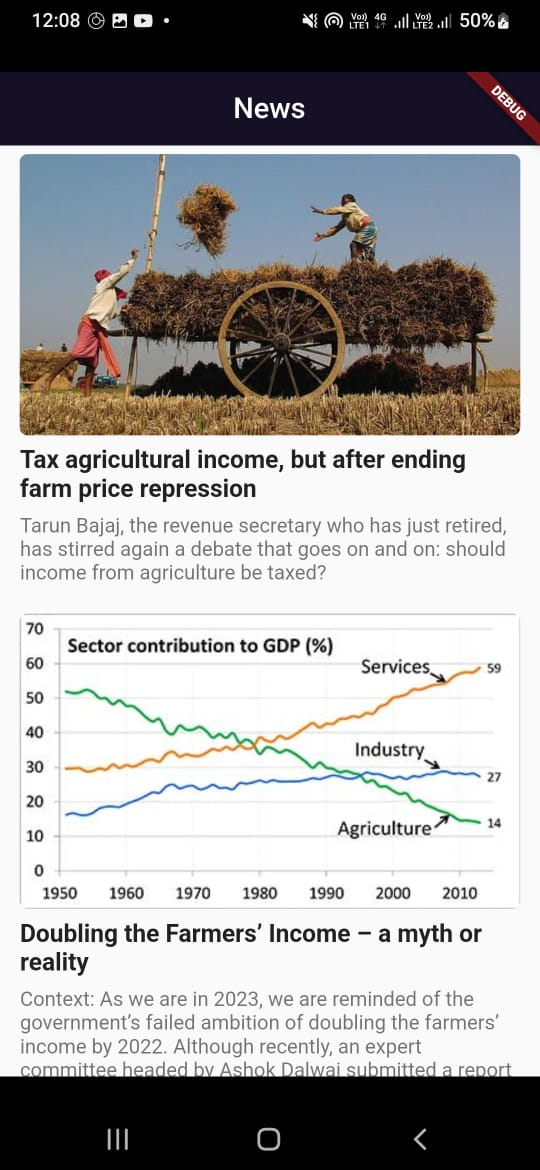 12:08
Vo)) 4G Vo)) 50%
LTE1 LTE2
News
DEBUG
Tax agricultural income, but after ending
farm price repression
Tarun Bajaj, the revenue secretary who has just retired,
has stirred again a debate that goes on and on: should
income from agriculture be taxed?
70
Sector contribution to GDP (%)
60
Services
59
50
40
Industry
30
27
20
Agriculture
14
10
0
1950 1960 1970 1980 1990 2000 2010
Doubling the Farmers’ Income – a myth or
reality
Context: As we are in 2023, we are reminded of the
government’s failed ambition of doubling the farmers’
income by 2022. Although recently, an expert
committee headed by Ashok Dalwai submitted a report